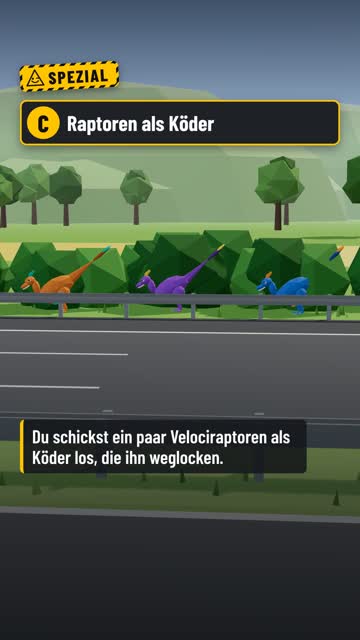 SPEZIAL
C Raptoren als Köder
Du schickst ein paar Velociraptoren als
Köder los, die ihn weglocken.